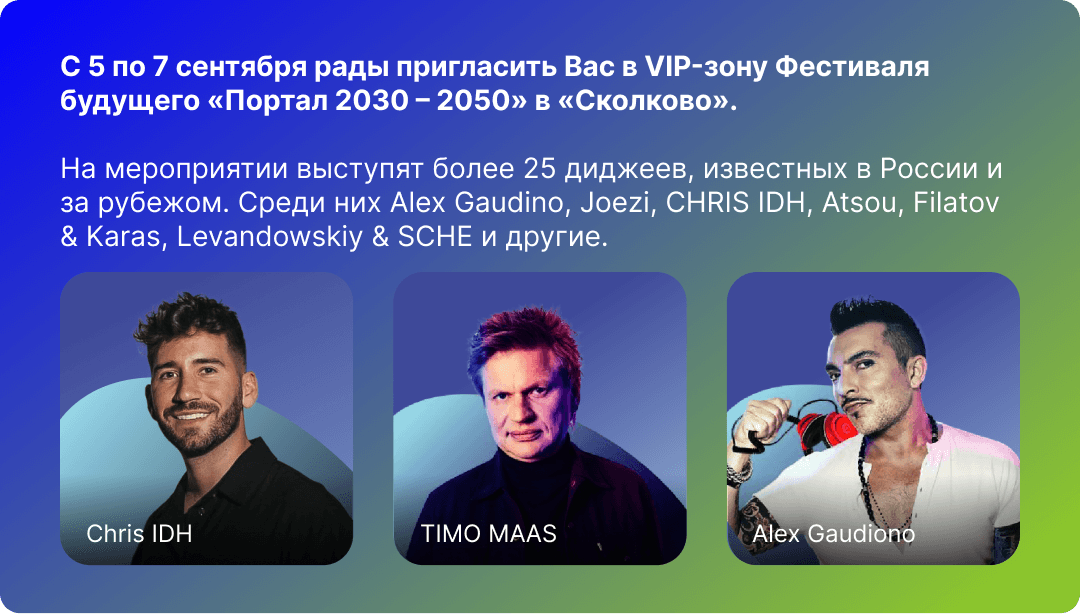 С 5 по 7 сентября рады пригласить Вас в VIP-зону Фестиваля
будущего «Портал 2030 – 2050» в «Сколково».
На мероприятии выступят более 25 диджеев, известных в России и
за рубежом. Среди них Alex Gaudino, Joezi, CHRIS IDH, Atsou, Filatov
& Karas, Levandowskiy & SCHE и другие.
Chris IDH
TIMO MAAS
Alex Gaudiono